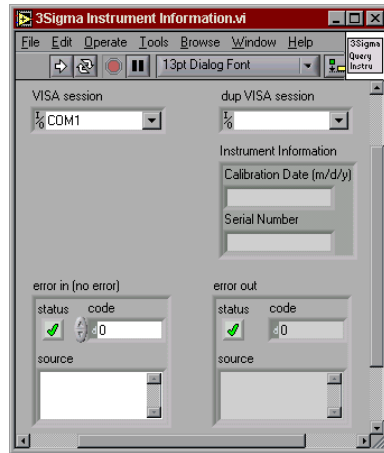 3Sigma Instrument Information.vi
File Edit Operate Tools Browse Window Help
3Sigma
Query
Instru
13pt Dialog Font
VISA session
dup VISA session
I/O COM1
I/O
Instrument Information
Calibration Date (m/d/y)
Serial Number
error in (no error)
error out
status code
status code
d 0
d 0
source
source